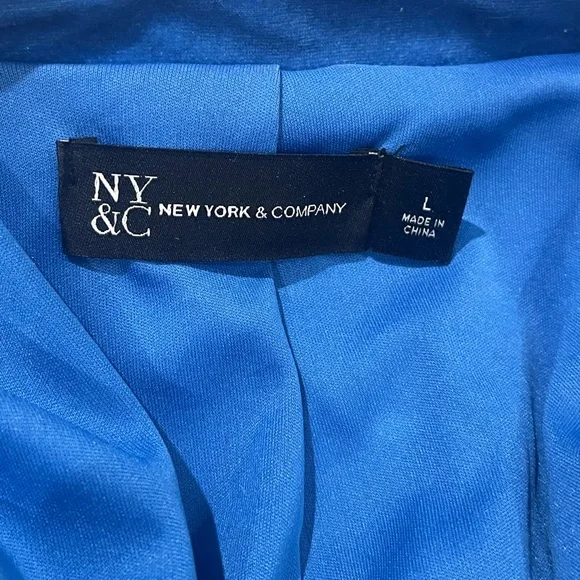 NY
&C NEW YORK & COMPANY
L
MADE IN
CHINA